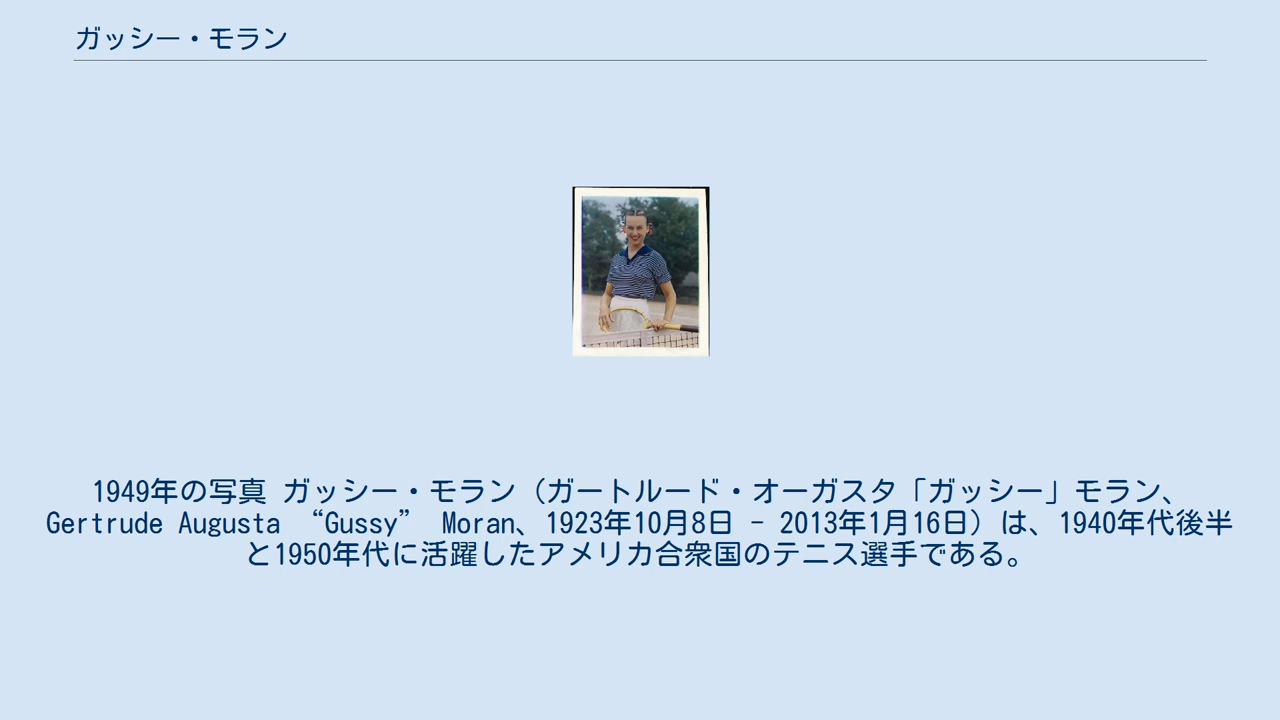 ガッシー・モラン
1949年の写真 ガッシー・モラン（ガートルード・オーガスタ「ガッシー」モラン、
Gertrude Augusta “Gussy” Moran、1923年10月8日 – 2013年1月16日）は、1940年代後半
と1950年代に活躍したアメリカ合衆国のテニス選手である。